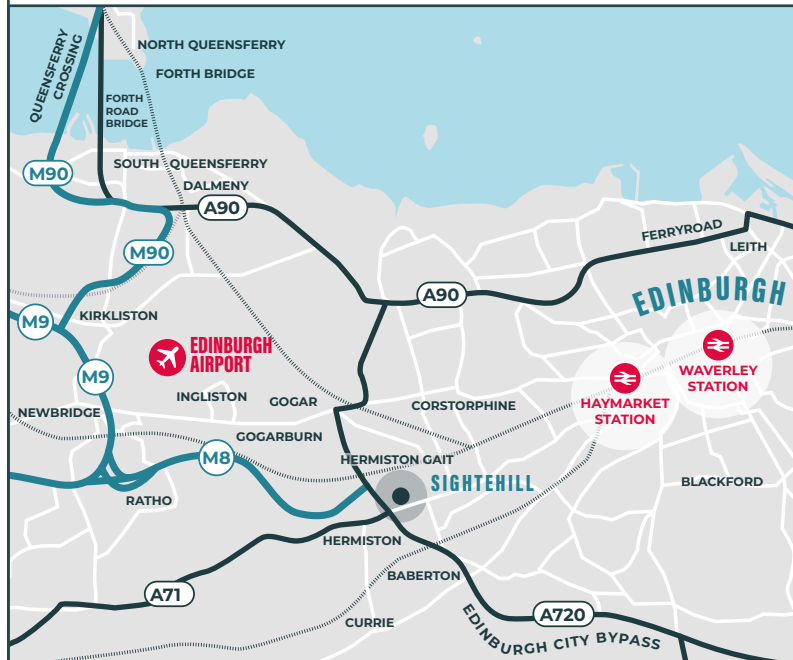 NORTH QUEENSFERRY
QUEENSFERRY
CROSSING
FORTH BRIDGE
FORTH
ROAD
BRIDGE
SOUTH QUEENSFERRY
M90
DALMENY
A90
FERRYROAD
LEITH
M90
EDINBURGH
A90
KIRKLISTON
M9
EDINBURGH
AIRPORT
WAVERLEY
STATION
M9
INGLISTON
GOGAR
CORSTORPHINE
HAYMARKET
STATION
NEWBRIDGE
GOGARBURN
M8
HERMISTON GAIT
SIGHTEHILL
BLACKFORD
RATHO
HERMISTON
BABERTON
A71
A720
CURRIE
EDINBURGH CITY BYPASS